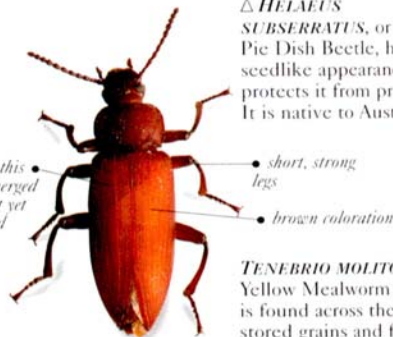 △ HELAEUS
SUBSERRATUS, or
Pie Dish Beetle, h
seedlike appearan
protects it from pr
It is native to Aust
this
erged
t yet
d
short, strong
legs
brown coloration
TENEBRIO MOLITO
Yellow Mealworm
is found across the
stored grains and f